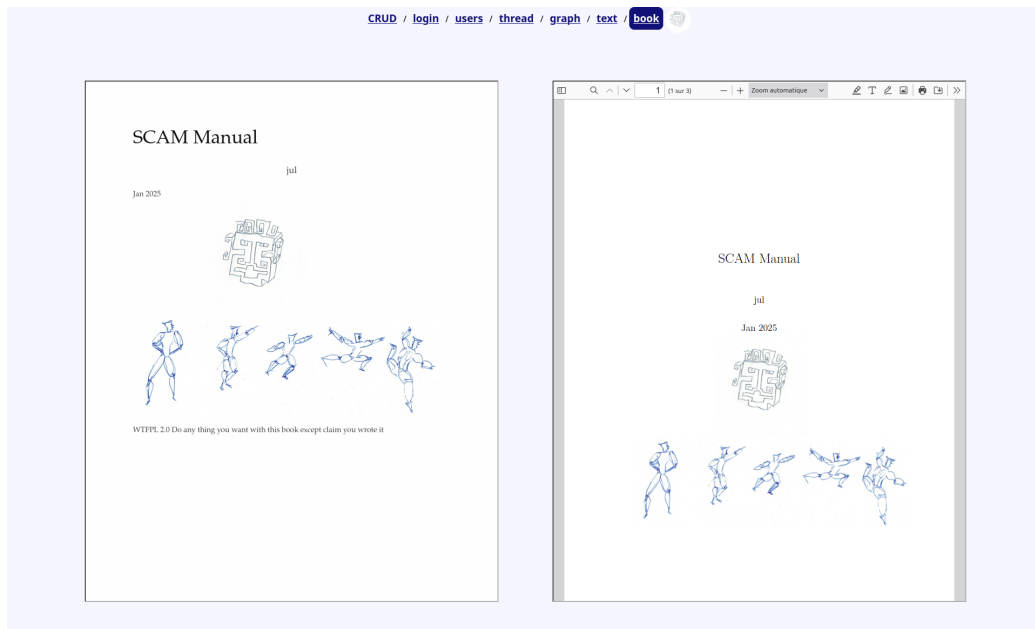 CRUD / login / users / thread / graph / text / book
SCAM Manual
jul
Jan 2025
WTFPL 2.0 Do any thing you want with this book except claim you wrote it
1 (1 sur 3) Zoom automatique
SCAM Manual
jul
Jan 2025